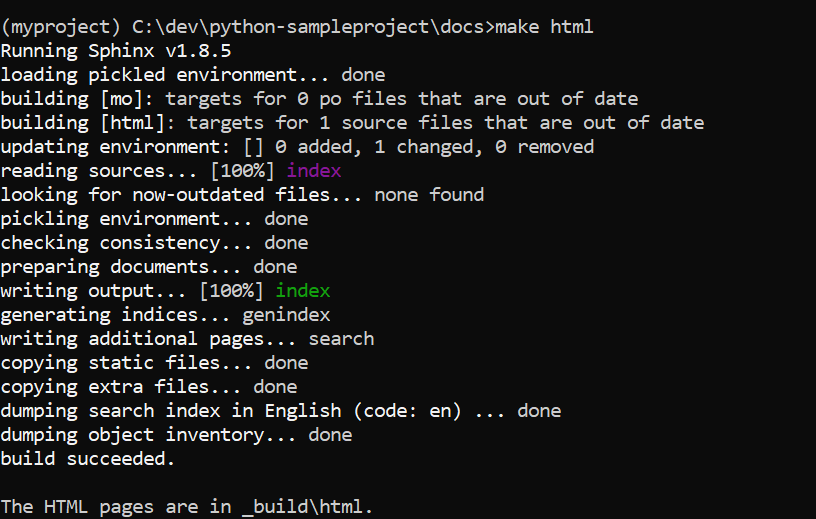 (myproject) C:\dev\python-sampleproject\docs>make html
Running Sphinx v1.8.5
loading pickled environment... done
building [mo]: targets for 0 po files that are out of date
building [html]: targets for 1 source files that are out of date
updating environment: [] 0 added, 1 changed, 0 removed
reading sources... [100%] index
looking for now-outdated files... none found
pickling environment... done
checking consistency... done
preparing documents... done
writing output... [100%] index
generating indices... genindex
writing additional pages... search
copying static files... done
copying extra files... done
dumping search index in English (code: en) ... done
dumping object inventory... done
build succeeded.
The HTML pages are in _build\html.